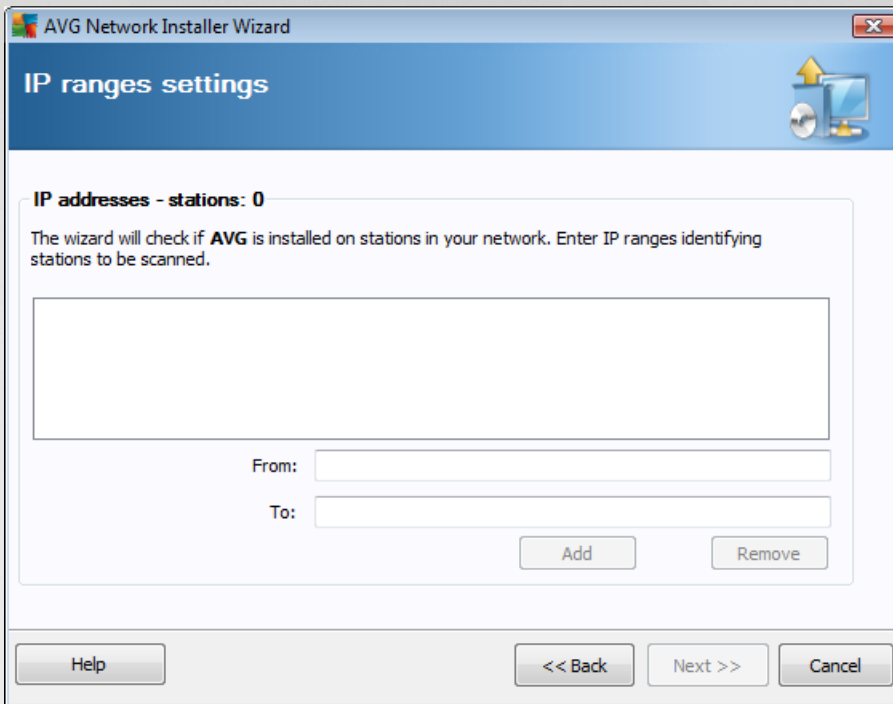 AVG Network Installer Wizard
IP ranges settings
IP addresses - stations: 0
The wizard will check if AVG is installed on stations in your network. Enter IP ranges identifying
stations to be scanned.
From:
To:
Add Remove
Help << Back Next >> Cancel